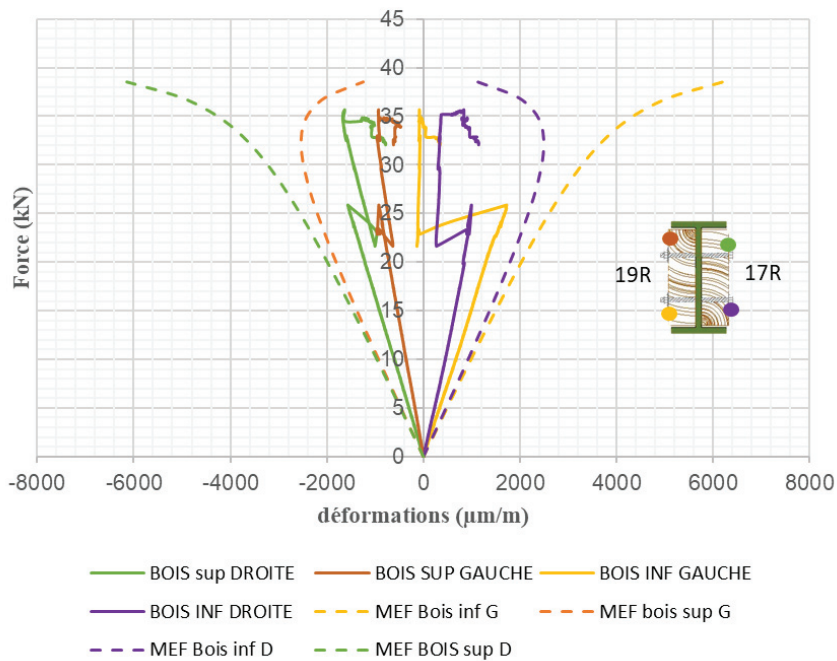 45
40
35
30
25
20
15
10
5
0
Force (kN)
19R 17R
-8000 -6000 -4000 -2000 0 2000 4000 6000 8000
déformations (µm/m)
BOIS sup DROITE BOIS SUP GAUCHE BOIS INF GAUCHE
BOIS INF DROITE MEF Bois inf G MEF bois sup G
MEF Bois inf D MEF BOIS sup D